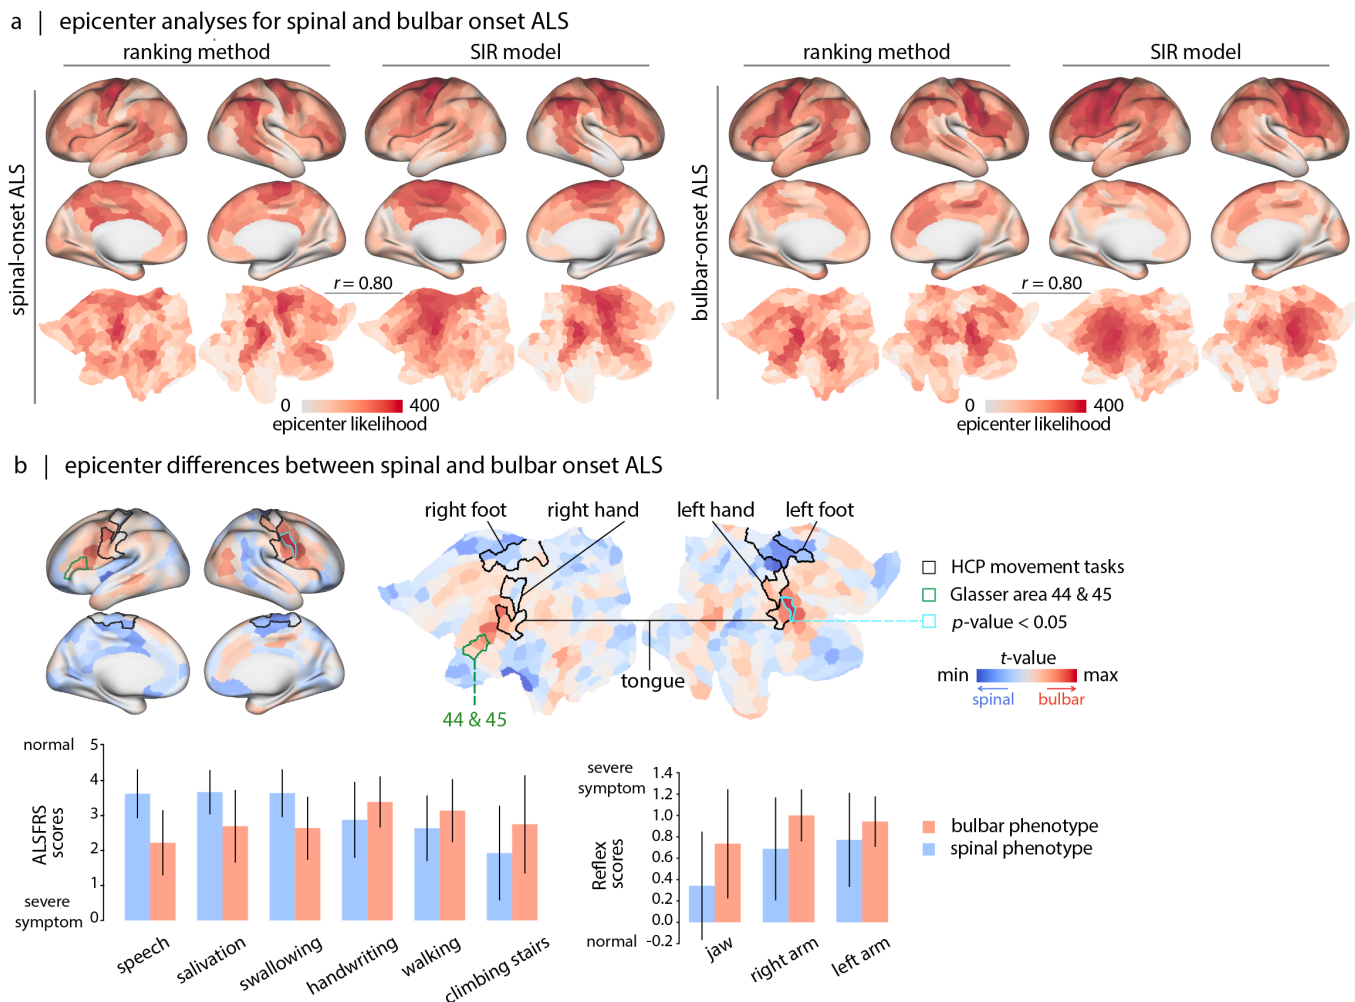 a | epicenter analyses for spinal and bulbar onset ALS
ranking method
SIR model
ranking method
SIR model
spinal-onset ALS
bulbar-onset ALS
r = 0.80
r = 0.80
0
400
epicenter likelihood
0
400
epicenter likelihood
b | epicenter differences between spinal and bulbar onset ALS
right foot
right hand
left hand
left foot
HCP movement tasks
Glasser area 44 & 45
p-value < 0.05
t-value
min
max
spinal
bulbar
tongue
44 & 45
normal
5
4
3
2
1
0
ALSFRS
scores
severe
symptom
speech
salivation
swallowing
handwriting
walking
climbing stairs
severe
symptom
1.4
1.2
1.0
0.8
0.6
0.4
0.2
0.0
-0.2
Reflex
scores
normal
jaw
right arm
left arm
bulbar phenotype
spinal phenotype